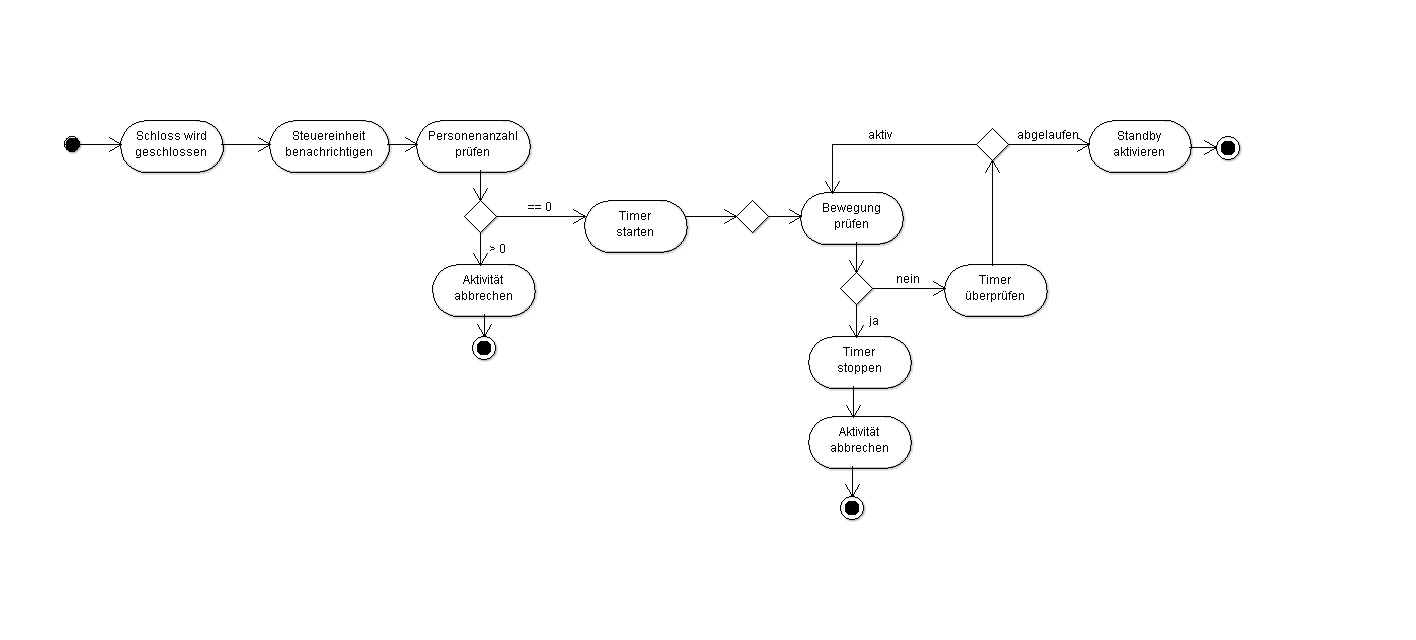 Schloss wird
geschlossen
Steuereinheit
benachrichtigen
Personenanzahl
prüfen
== 0
> 0
Aktivität
abbrechen
Timer
starten
Bewegung
prüfen
aktiv
abgelaufen
Standby
aktivieren
nein
Timer
überprüfen
ja
Timer
stoppen
Aktivität
abbrechen